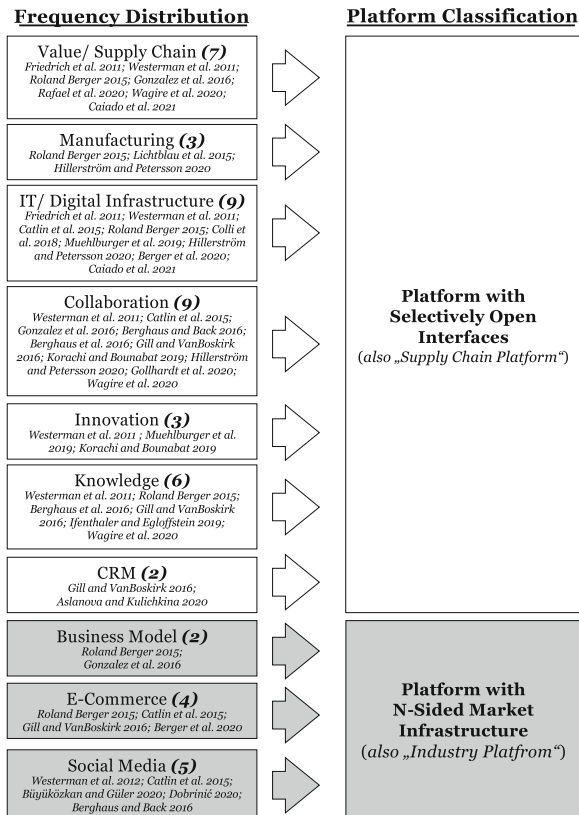 Frequency Distribution
Platform Classification
Value/ Supply Chain (7)
Friedrich et al. 2011; Westerman et al. 2011;
Roland Berger 2015; Gonzalez et al. 2016;
Rafael et al. 2020; Wagire et al. 2020;
Caiado et al. 2021
Manufacturing (3)
Roland Berger 2015; Lichtblau et al. 2015;
Hillerström and Petersson 2020
IT/ Digital Infrastructure (9)
Friedrich et al. 2011; Westerman et al. 2011;
Catlin et al. 2015; Roland Berger 2015; Colli
et al. 2018; Muehlburger et al. 2019; Hillerström
and Petersson 2020; Berger et al. 2020;
Caiado et al. 2021
Collaboration (9)
Westerman et al. 2011; Catlin et al. 2015;
Gonzalez et al. 2016; Berghaus and Back 2016;
Berghaus et al. 2016; Gill and VanBoskirk
2016; Korachi and Bounabat 2019; Hillerström
and Petersson 2020; Gollhardt et al. 2020;
Wagire et al. 2020
Innovation (3)
Westerman et al. 2011 ; Muehlburger et al.
2019; Korachi and Bounabat 2019
Knowledge (6)
Westerman et al. 2011; Roland Berger 2015;
Berghaus et al. 2016; Gill and VanBoskirk
2016; Ifenthaler and Egloffstein 2019;
Wagire et al. 2020
CRM (2)
Gill and VanBoskirk 2016;
Aslanova and Kulichkina 2020
Platform with
Selectively Open
Interfaces
(also „Supply Chain Platform“)
Business Model (2)
Roland Berger 2015;
Gonzalez et al. 2016
E-Commerce (4)
Roland Berger 2015; Catlin et al. 2015;
Gill and VanBoskirk 2016; Berger et al. 2020
Social Media (5)
Westerman et al. 2012; Catlin et al. 2015;
Büyüközkan and Güler 2020; Dobrinić 2020;
Berghaus and Back 2016
Platform with
N-Sided Market
Infrastructure
(also „Industry Platfrom“)